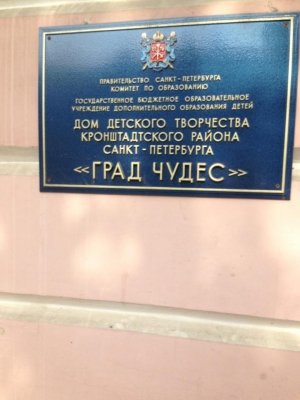 ПРАВИТЕЛЬСТВО САНКТ-ПЕТЕРБУРГА
КОМИТЕТ ПО ОБРАЗОВАНИЮ
ГОСУДАРСТВЕННОЕ БЮДЖЕТНОЕ ОБРАЗОВАТЕЛЬНОЕ
УЧРЕЖДЕНИЕ ДОПОЛНИТЕЛЬНОГО ОБРАЗОВАНИЯ ДЕТЕЙ
ДОМ ДЕТСКОГО ТВОРЧЕСТВА
КРОНШТАДТСКОГО РАЙОНА
САНКТ-ПЕТЕРБУРГА
«ГРАД ЧУДЕС»